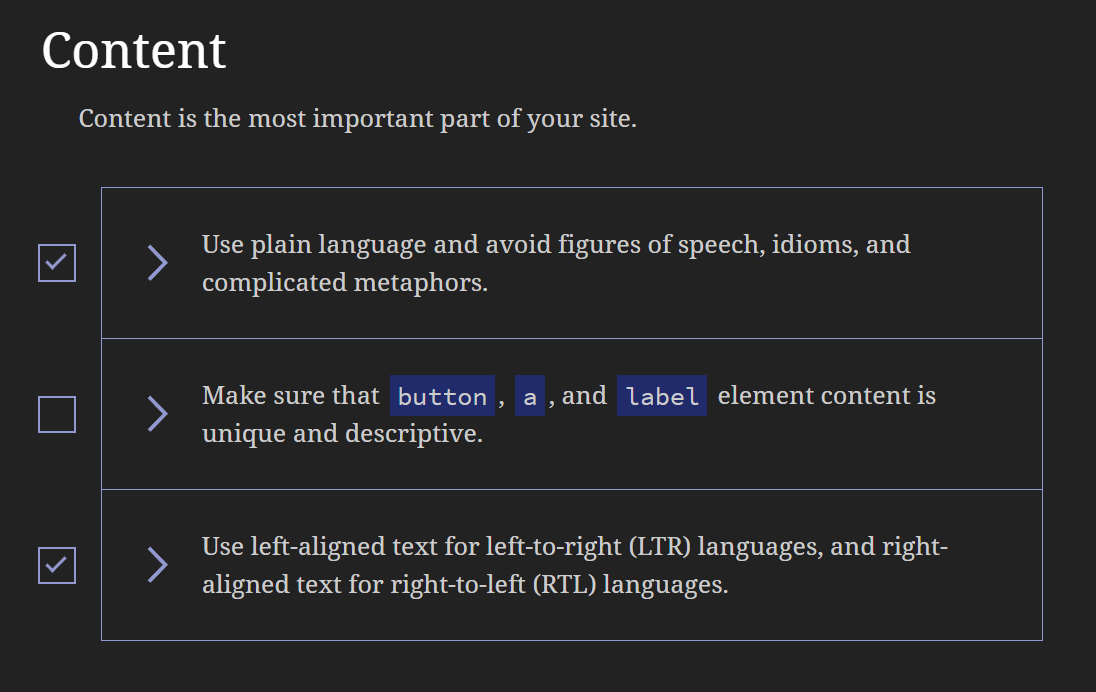 Content
Content is the most important part of your site.
Use plain language and avoid figures of speech, idioms, and
complicated metaphors.
Make sure that button, a, and label element content is
unique and descriptive.
Use left-aligned text for left-to-right (LTR) languages, and right-
aligned text for right-to-left (RTL) languages.